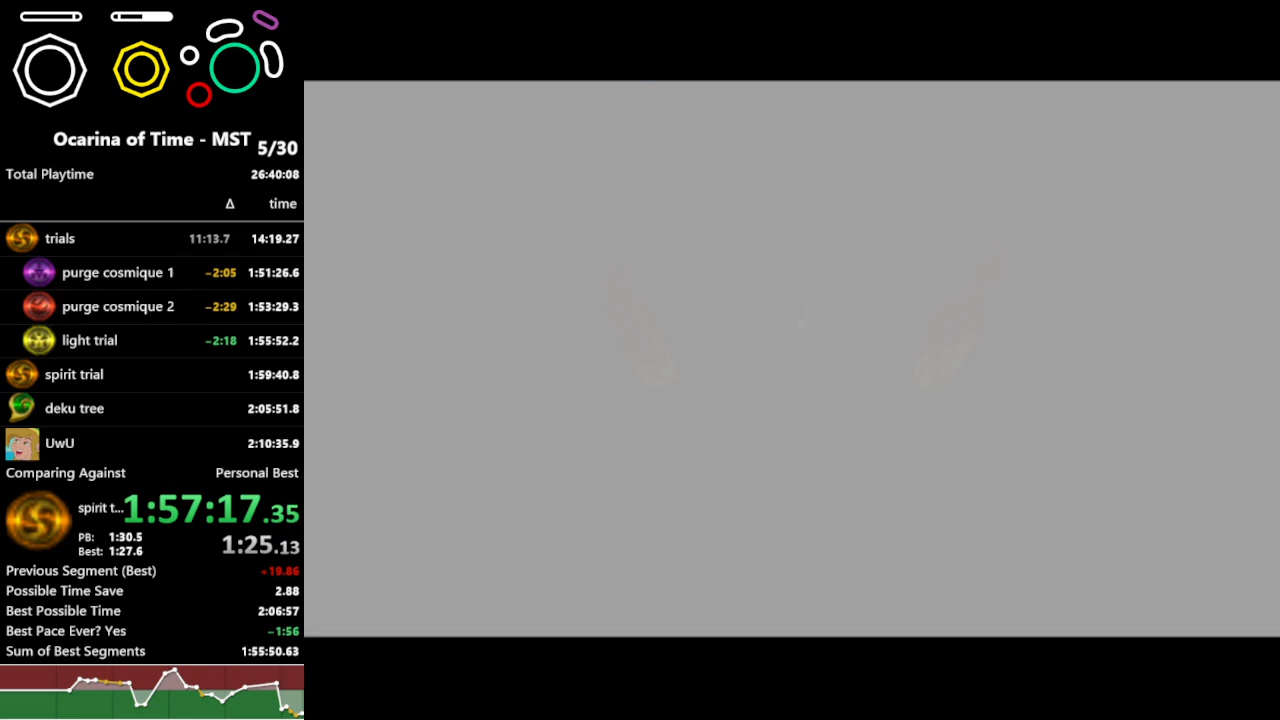 Ocarina of Time - MST 5/30
Total Playtime 26:40:08
Δ time
trials 11:13.7 14:19.27
purge cosmique 1 −2:05 1:51:26.6
purge cosmique 2 −2:29 1:53:29.3
light trial −2:18 1:55:52.2
spirit trial 1:59:40.8
deku tree 2:05:51.8
UwU 2:10:35.9
Comparing Against Personal Best
spirit t... 1:57:17.35
PB: 1:30.5 1:25.13
Best: 1:27.6
Previous Segment (Best) +19.86
Possible Time Save 2.88
Best Possible Time 2:06:57
Best Pace Ever? Yes −1:56
Sum of Best Segments 1:55:50.63